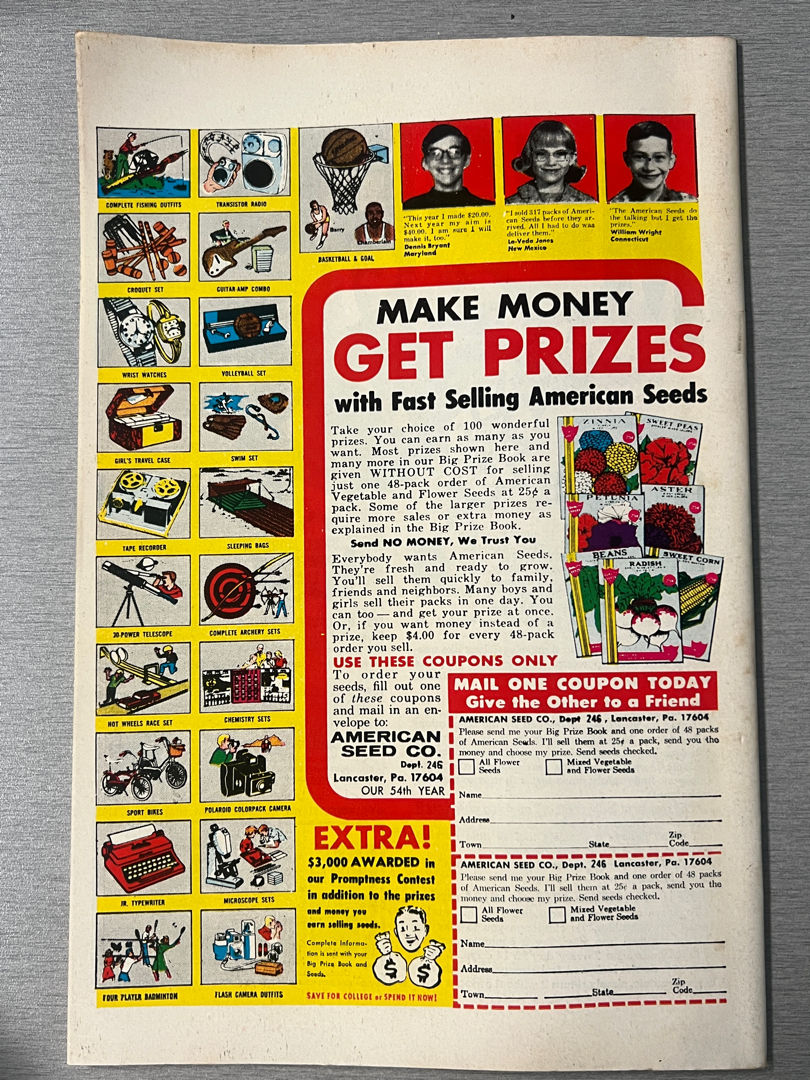 COMPLETE FISHING OUTFITS
TRANSISTOR RADIO
CROQUET SET
GUITAR-AMP COMBO
WRIST WATCHES
VOLLEYBALL SET
GIRL'S TRAVEL CASE
SWIM SET
TAPE RECORDER
SLEEPING BAGS
30-POWER TELESCOPE
COMPLETE ARCHERY SETS
HOT WHEELS RACE SET
CHEMISTRY SETS
SPORT BIKES
POLAROID COLORPACK CAMERA
JR. TYPEWRITER
MICROSCOPE SETS
FOUR PLAYER BADMINTON
FLASH CAMERA OUTFITS
Barry
Chamberlain
BASKETBALL & GOAL
"This year I made $20.00.
Next year my aim is
$40.00. I am sure I will
make it, too."
Dennis Bryant
Maryland
"I sold 317 packs of Ameri-
can Seeds before they ar-
rived. All I had to do was
deliver them."
La-Veda Jones
New Mexico
"The American Seeds do
the talking but I get the
prizes."
William Wright
Connecticut
MAKE MONEY
GET PRIZES
with Fast Selling American Seeds
Take your choice of 100 wonderful
prizes. You can earn as many as you
want. Most prizes shown here and
many more in our Big Prize Book are
given WITHOUT COST for selling
just one 48-pack order of American
Vegetable and Flower Seeds at 25¢ a
pack. Some of the larger prizes re-
quire more sales or extra money as
explained in the Big Prize Book.
Send NO MONEY, We Trust You
Everybody wants American Seeds.
They're fresh and ready to grow.
You'll sell them quickly to family,
friends and neighbors. Many boys and
girls sell their packs in one day. You
can too — and get your prize at once.
Or, if you want money instead of a
prize, keep $4.00 for every 48-pack
order you sell.
ZINNIA
SWEET PEAS
PETUNIA
ASTER
BEANS
RADISH
SWEET CORN
USE THESE COUPONS ONLY
To order your
seeds, fill out one
of these coupons
and mail in an en-
velope to:
AMERICAN
SEED CO.
Dept. 246
Lancaster, Pa. 17604
OUR 54th YEAR
MAIL ONE COUPON TODAY
Give the Other to a Friend
AMERICAN SEED CO., Dept 246, Lancaster, Pa. 17604
Please send me your Big Prize Book and one order of 48 packs
of American Seeds. I'll sell them at 25¢ a pack, send you the
money and choose my prize. Send seeds checked.
All Flower
Seeds
Mixed Vegetable
and Flower Seeds
Name
Address
Town State Zip Code
AMERICAN SEED CO., Dept. 246 Lancaster, Pa. 17604
Please send me your Big Prize Book and one order of 48 packs
of American Seeds. I'll sell them at 25¢ a pack, send you the
money and choose my prize. Send seeds checked.
All Flower
Seeds
Mixed Vegetable
and Flower Seeds
Name
Address
Town State Zip Code
EXTRA!
$3,000 AWARDED in
our Promptness Contest
in addition to the prizes
and money you
earn selling seeds.
Complete Informa-
tion is sent with your
Big Prize Book and
Seeds.
$ $
SAVE FOR COLLEGE or SPEND IT NOW!